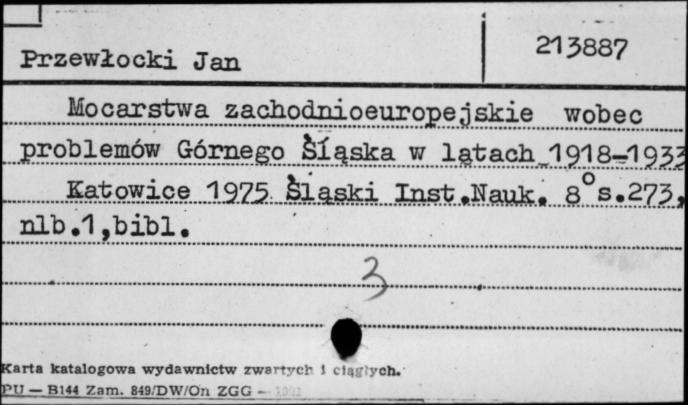 Przewłocki Jan
213887
Mocarstwa zachodnioeuropejskie wobec
problemów Górnego Śląska w lątach 1918-1933
Katowice 1975 Śląski Inst.Nauk. 8° s.273,
nlb.1,bibl.
3
Karta katalogowa wydawnictw zwartych i ciągłych.
PU — B144 Zam. 849/DW/On ZGG –